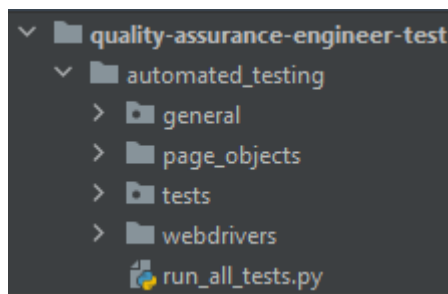 quality-assurance-engineer-test
automated_testing
general
page_objects
tests
webdrivers
run_all_tests.py